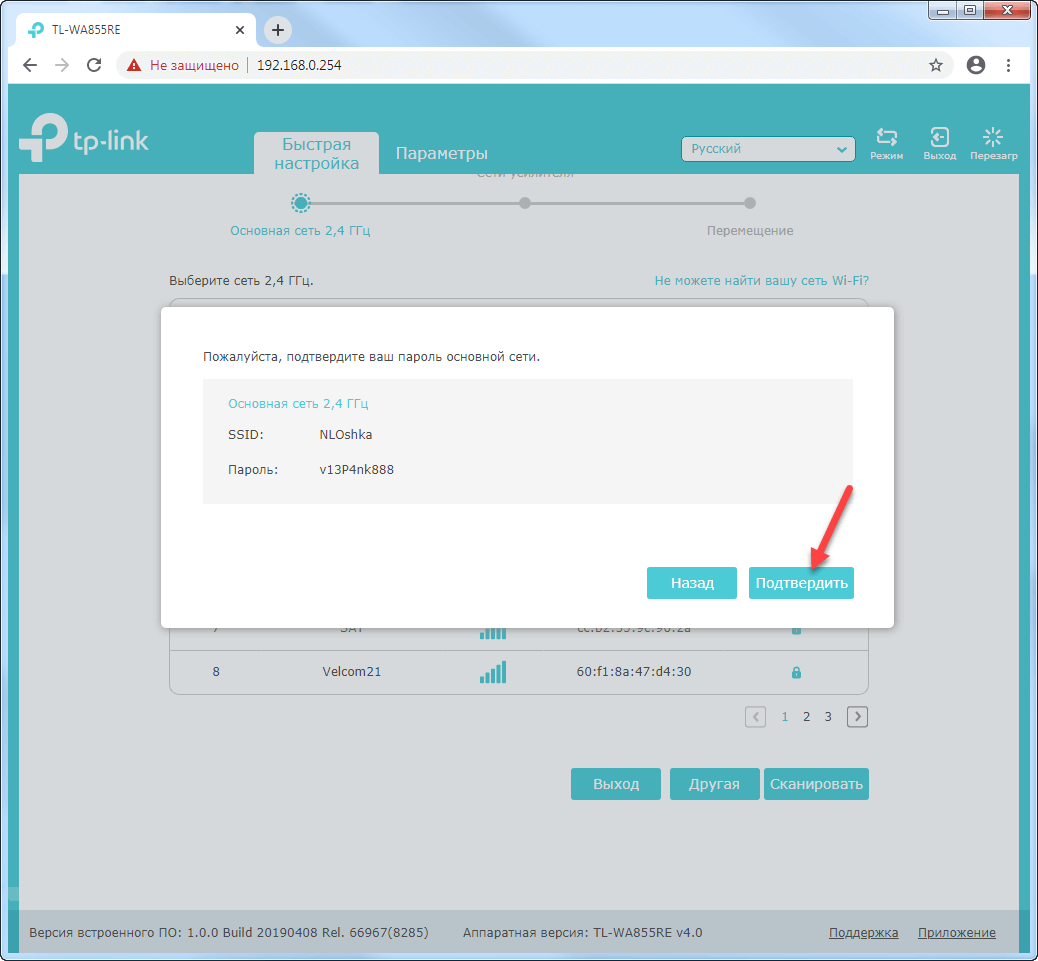 TL-WA855RE
Не защищено
192.168.0.254
tp-link
Быстрая
настройка
Параметры
Русский
Режим
Выход
Перезагр
Сети усилителя
Основная сеть 2,4 ГГц
Перемещение
Выберите сеть 2,4 ГГц.
Не можете найти вашу сеть Wi-Fi?
Пожалуйста, подтвердите ваш пароль основной сети.
Основная сеть 2,4 ГГц
SSID: NLOshka
Пароль: v13P4nk888
Назад
Подтвердить
8 Velcom21 60:f1:8a:47:d4:30
1 2 3
Выход
Другая
Сканировать
Версия встроенного ПО: 1.0.0 Build 20190408 Rel. 66967(8285)
Аппаратная версия: TL-WA855RE v4.0
Поддержка
Приложение